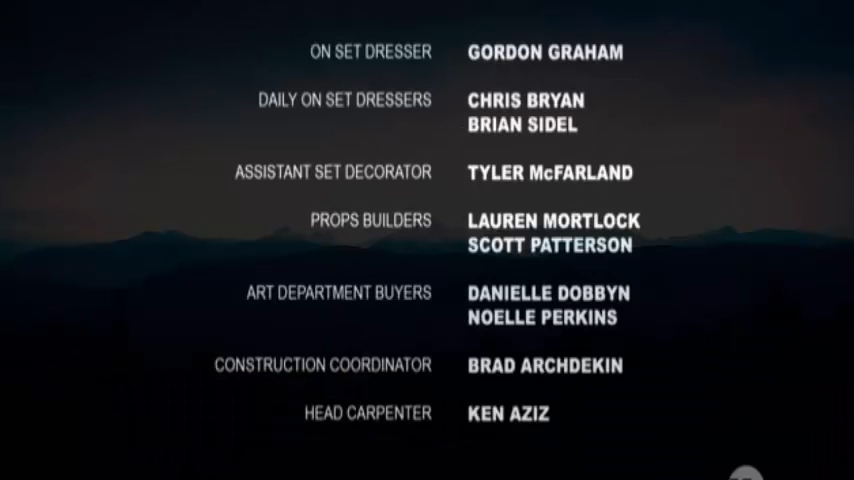 ON SET DRESSER GORDON GRAHAM
DAILY ON SET DRESSERS CHRIS BRYAN
BRIAN SIDEL
ASSISTANT SET DECORATOR TYLER McFARLAND
PROPS BUILDERS LAUREN MORTLOCK
SCOTT PATTERSON
ART DEPARTMENT BUYERS DANIELLE DOBBYN
NOELLE PERKINS
CONSTRUCTION COORDINATOR BRAD ARCHDEKIN
HEAD CARPENTER KEN AZIZ